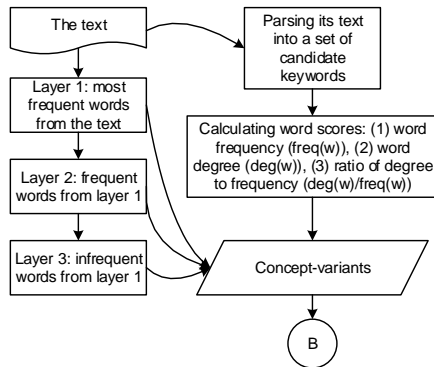 The text
Layer 1: most
frequent words
from the text
Layer 2: frequent
words from layer 1
Layer 3: infrequent
words from layer 1
Parsing its text
into a set of
candidate
keywords
Calculating word scores: (1) word
frequency (freq(w)), (2) word
degree (deg(w)), (3) ratio of degree
to frequency (deg(w)/freq(w))
Concept-variants
B